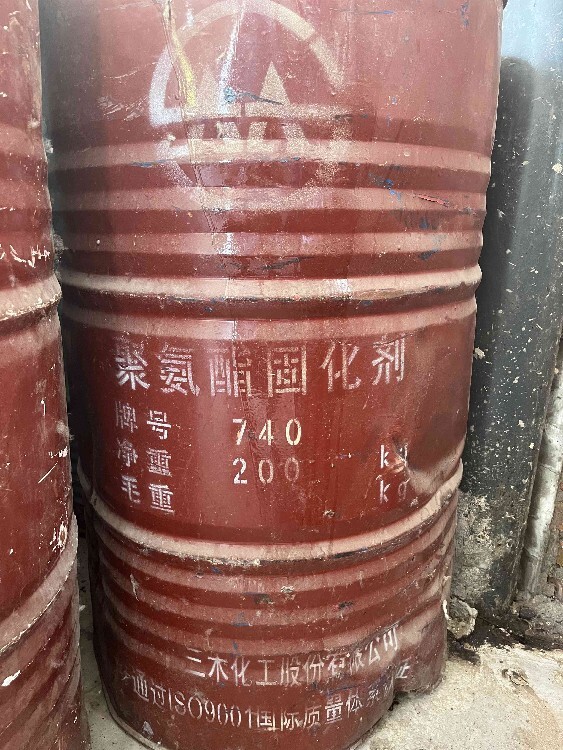 聚氨酯固化剂
牌号 740
净重 200 kg
毛重 kg
三木化工股份有限公司
通过ISO9001国际质量体系认证